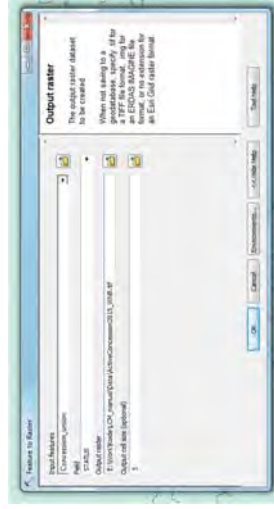 Feature to Raster
Input features
Concession_union
Field
STATUS
Output raster
Output cell size (optional)
5
OK
Cancel
Environments...
<< Hide Help
Tool Help
Output raster
The output raster dataset
to be created
When not saving to a
geodatabase, specify .tif for
a TIFF file format, .img for
an ERDAS IMAGINE file
format, or no extension for
an Esri Grid raster format.